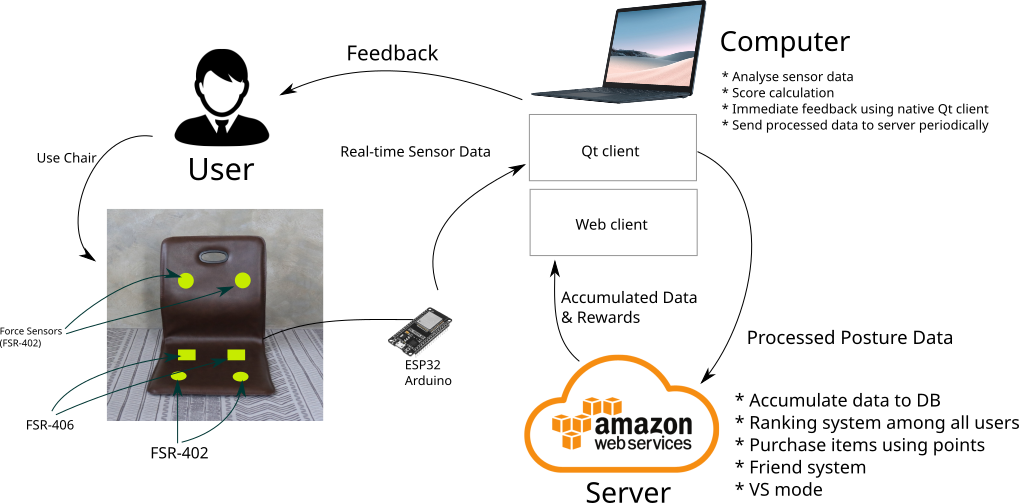 Feedback
Computer
* Analyse sensor data
* Score calculation
* Immediate feedback using native Qt client
* Send processed data to server periodically
User
Use Chair
Real-time Sensor Data
Qt client
Web client
Force Sensors
(FSR-402)
FSR-406
FSR-402
ESP32
Arduino
Accumulated Data
& Rewards
Processed Posture Data
amazon
web services
Server
* Accumulate data to DB
* Ranking system among all users
* Purchase items using points
* Friend system
* VS mode